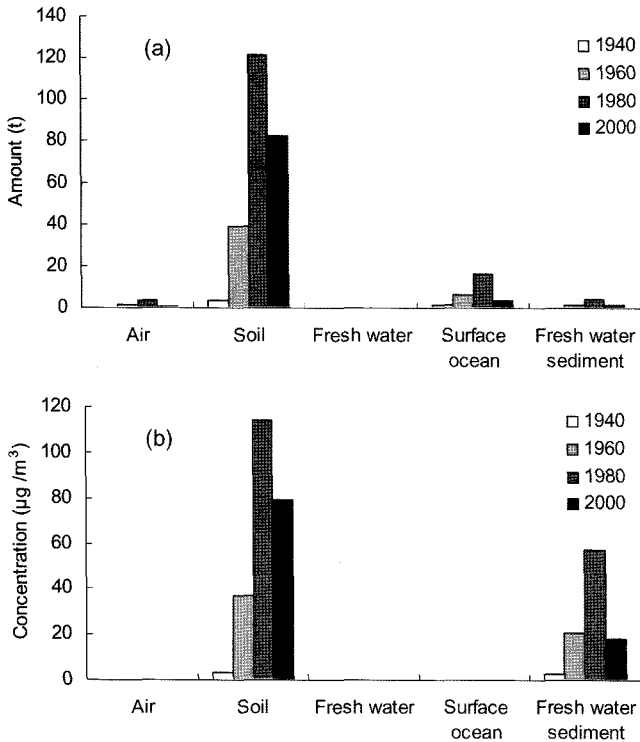 (a)
Amount (t)
140
120
100
80
60
40
20
0
1940
1960
1980
2000
Air
Soil
Fresh water
Surface
ocean
Fresh water
sediment
(b)
Concentration (µg /m³)
120
100
80
60
40
20
0
1940
1960
1980
2000
Air
Soil
Fresh water
Surface
ocean
Fresh water
sediment